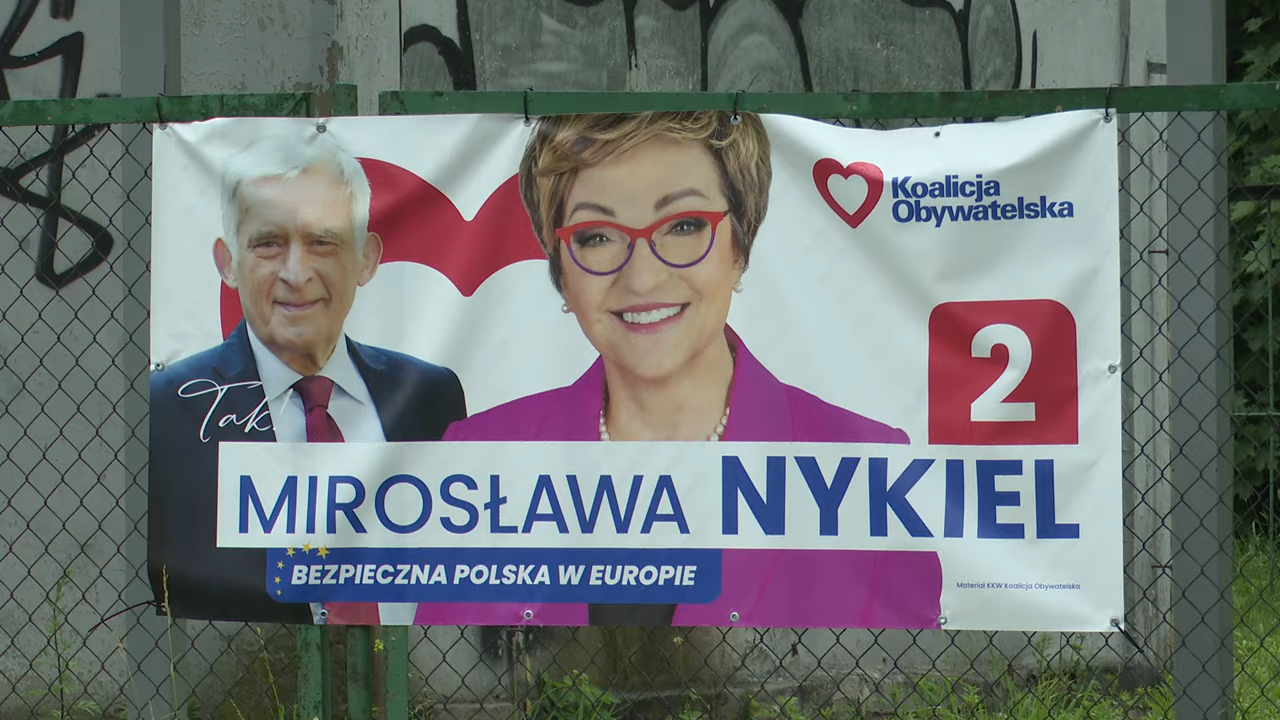 Koalicja
Obywatelska
2
Tak
MIROSŁAWA NYKIEL
BEZPIECZNA POLSKA W EUROPIE
Materiał KKW Koalicja Obywatelska